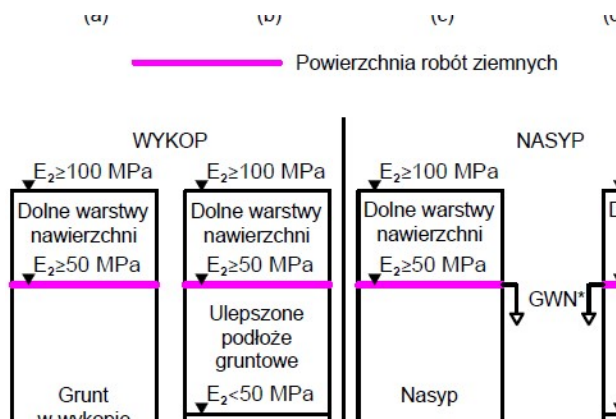 (a) (b) (c)
Powierzchnia robót ziemnych
WYKOP NASYP
E₂≥100 MPa E₂≥100 MPa E₂≥100 MPa
Dolne warstwy Dolne warstwy Dolne warstwy
nawierzchni nawierzchni nawierzchni
E₂≥50 MPa E₂≥50 MPa E₂≥50 MPa
GWN*
Ulepszone
podłoże
gruntowe
Grunt E₂<50 MPa Nasyp
w wykopie